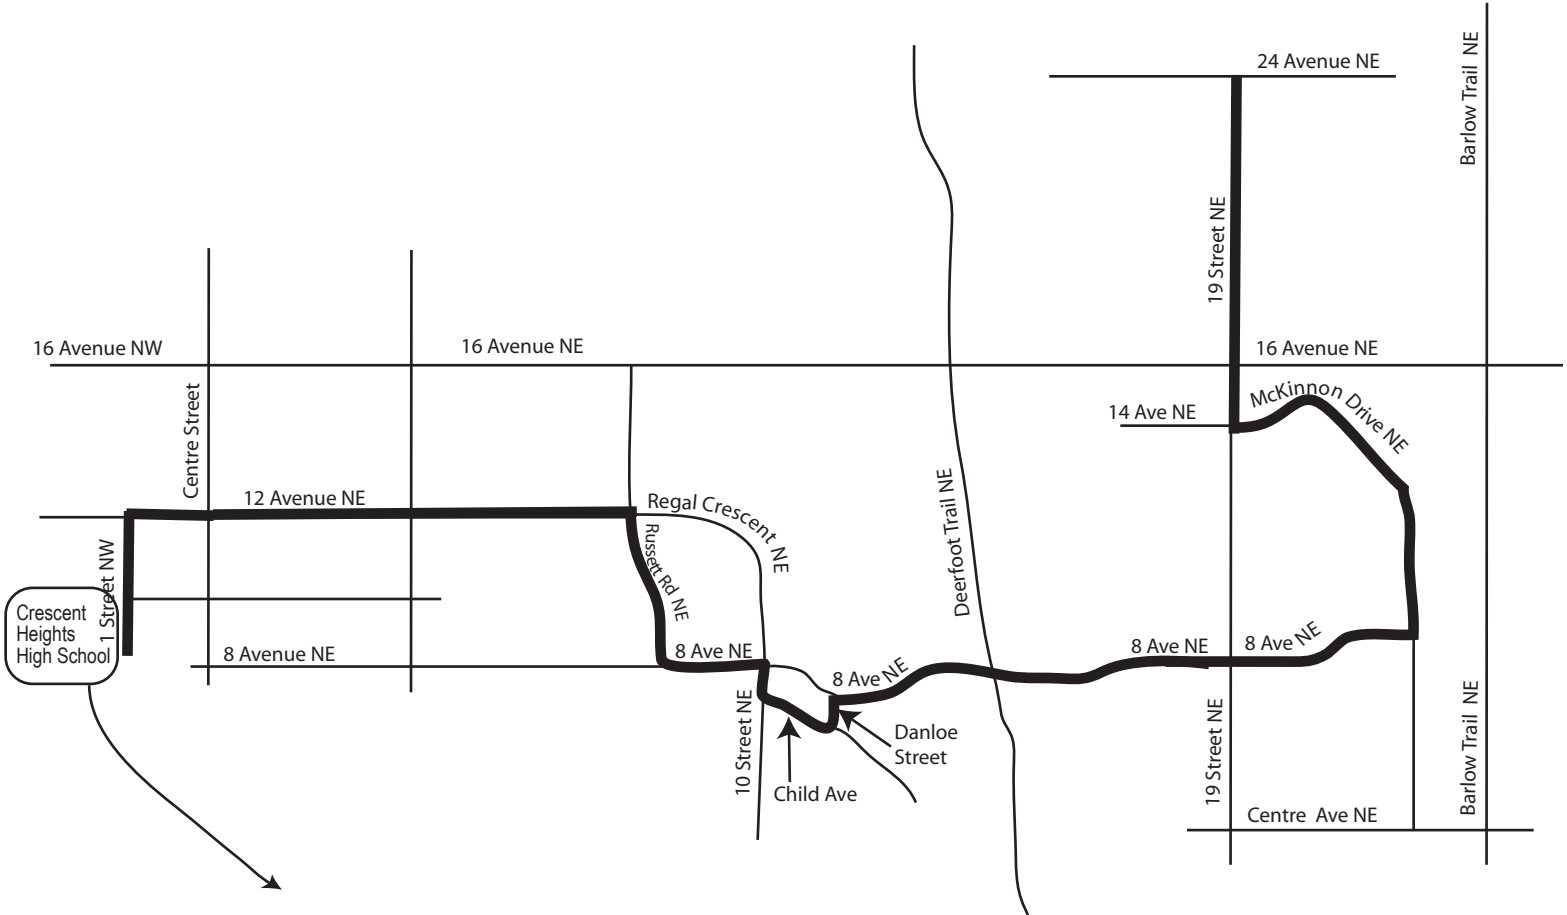 24 Avenue NE
Barlow Trail NE
19 Street NE
16 Avenue NW
16 Avenue NE
16 Avenue NE
Centre Street
14 Ave NE
McKinnon Drive NE
12 Avenue NE
Regal Crescent NE
Russett Rd NE
Deerfoot Trail NE
1 Street NW
Crescent
Heights
High School
8 Avenue NE
8 Ave NE
8 Ave NE
8 Ave NE
8 Ave NE
10 Street NE
Danloe
Street
Child Ave
19 Street NE
Barlow Trail NE
Centre Ave NE